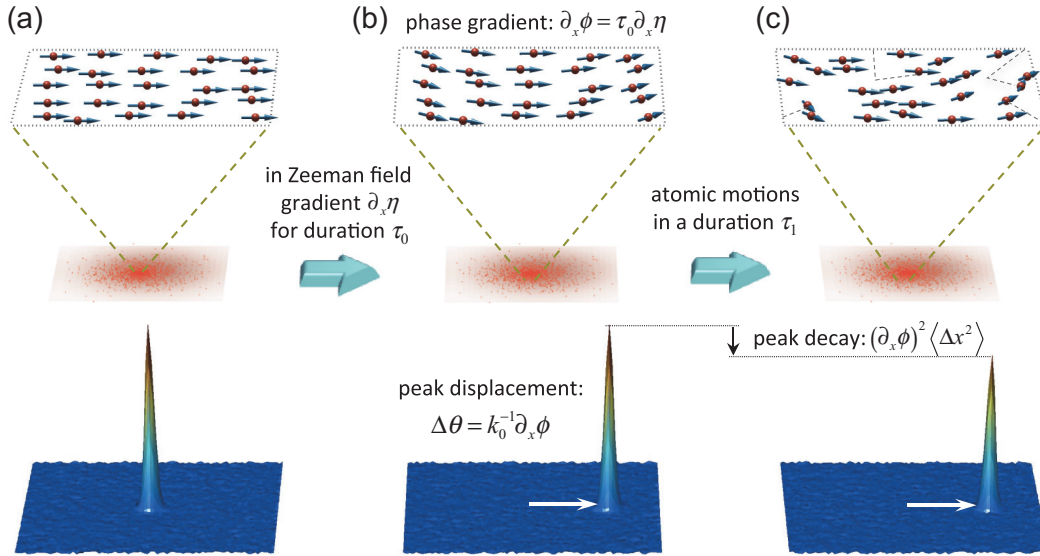 (a)
(b)
(c)
phase gradient: ∂ₓϕ = τ₀∂ₓη
in Zeeman field
gradient ∂ₓη
for duration τ₀
atomic motions
in a duration τ₁
peak decay: (∂ₓϕ)²⟨Δx²⟩
peak displacement:
Δθ = k₀⁻¹∂ₓϕ